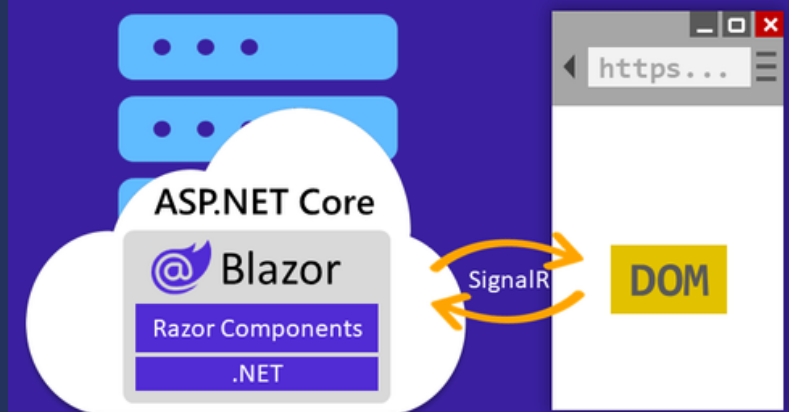 https...
ASP.NET Core
@ Blazor
SignalR
DOM
Razor Components
.NET